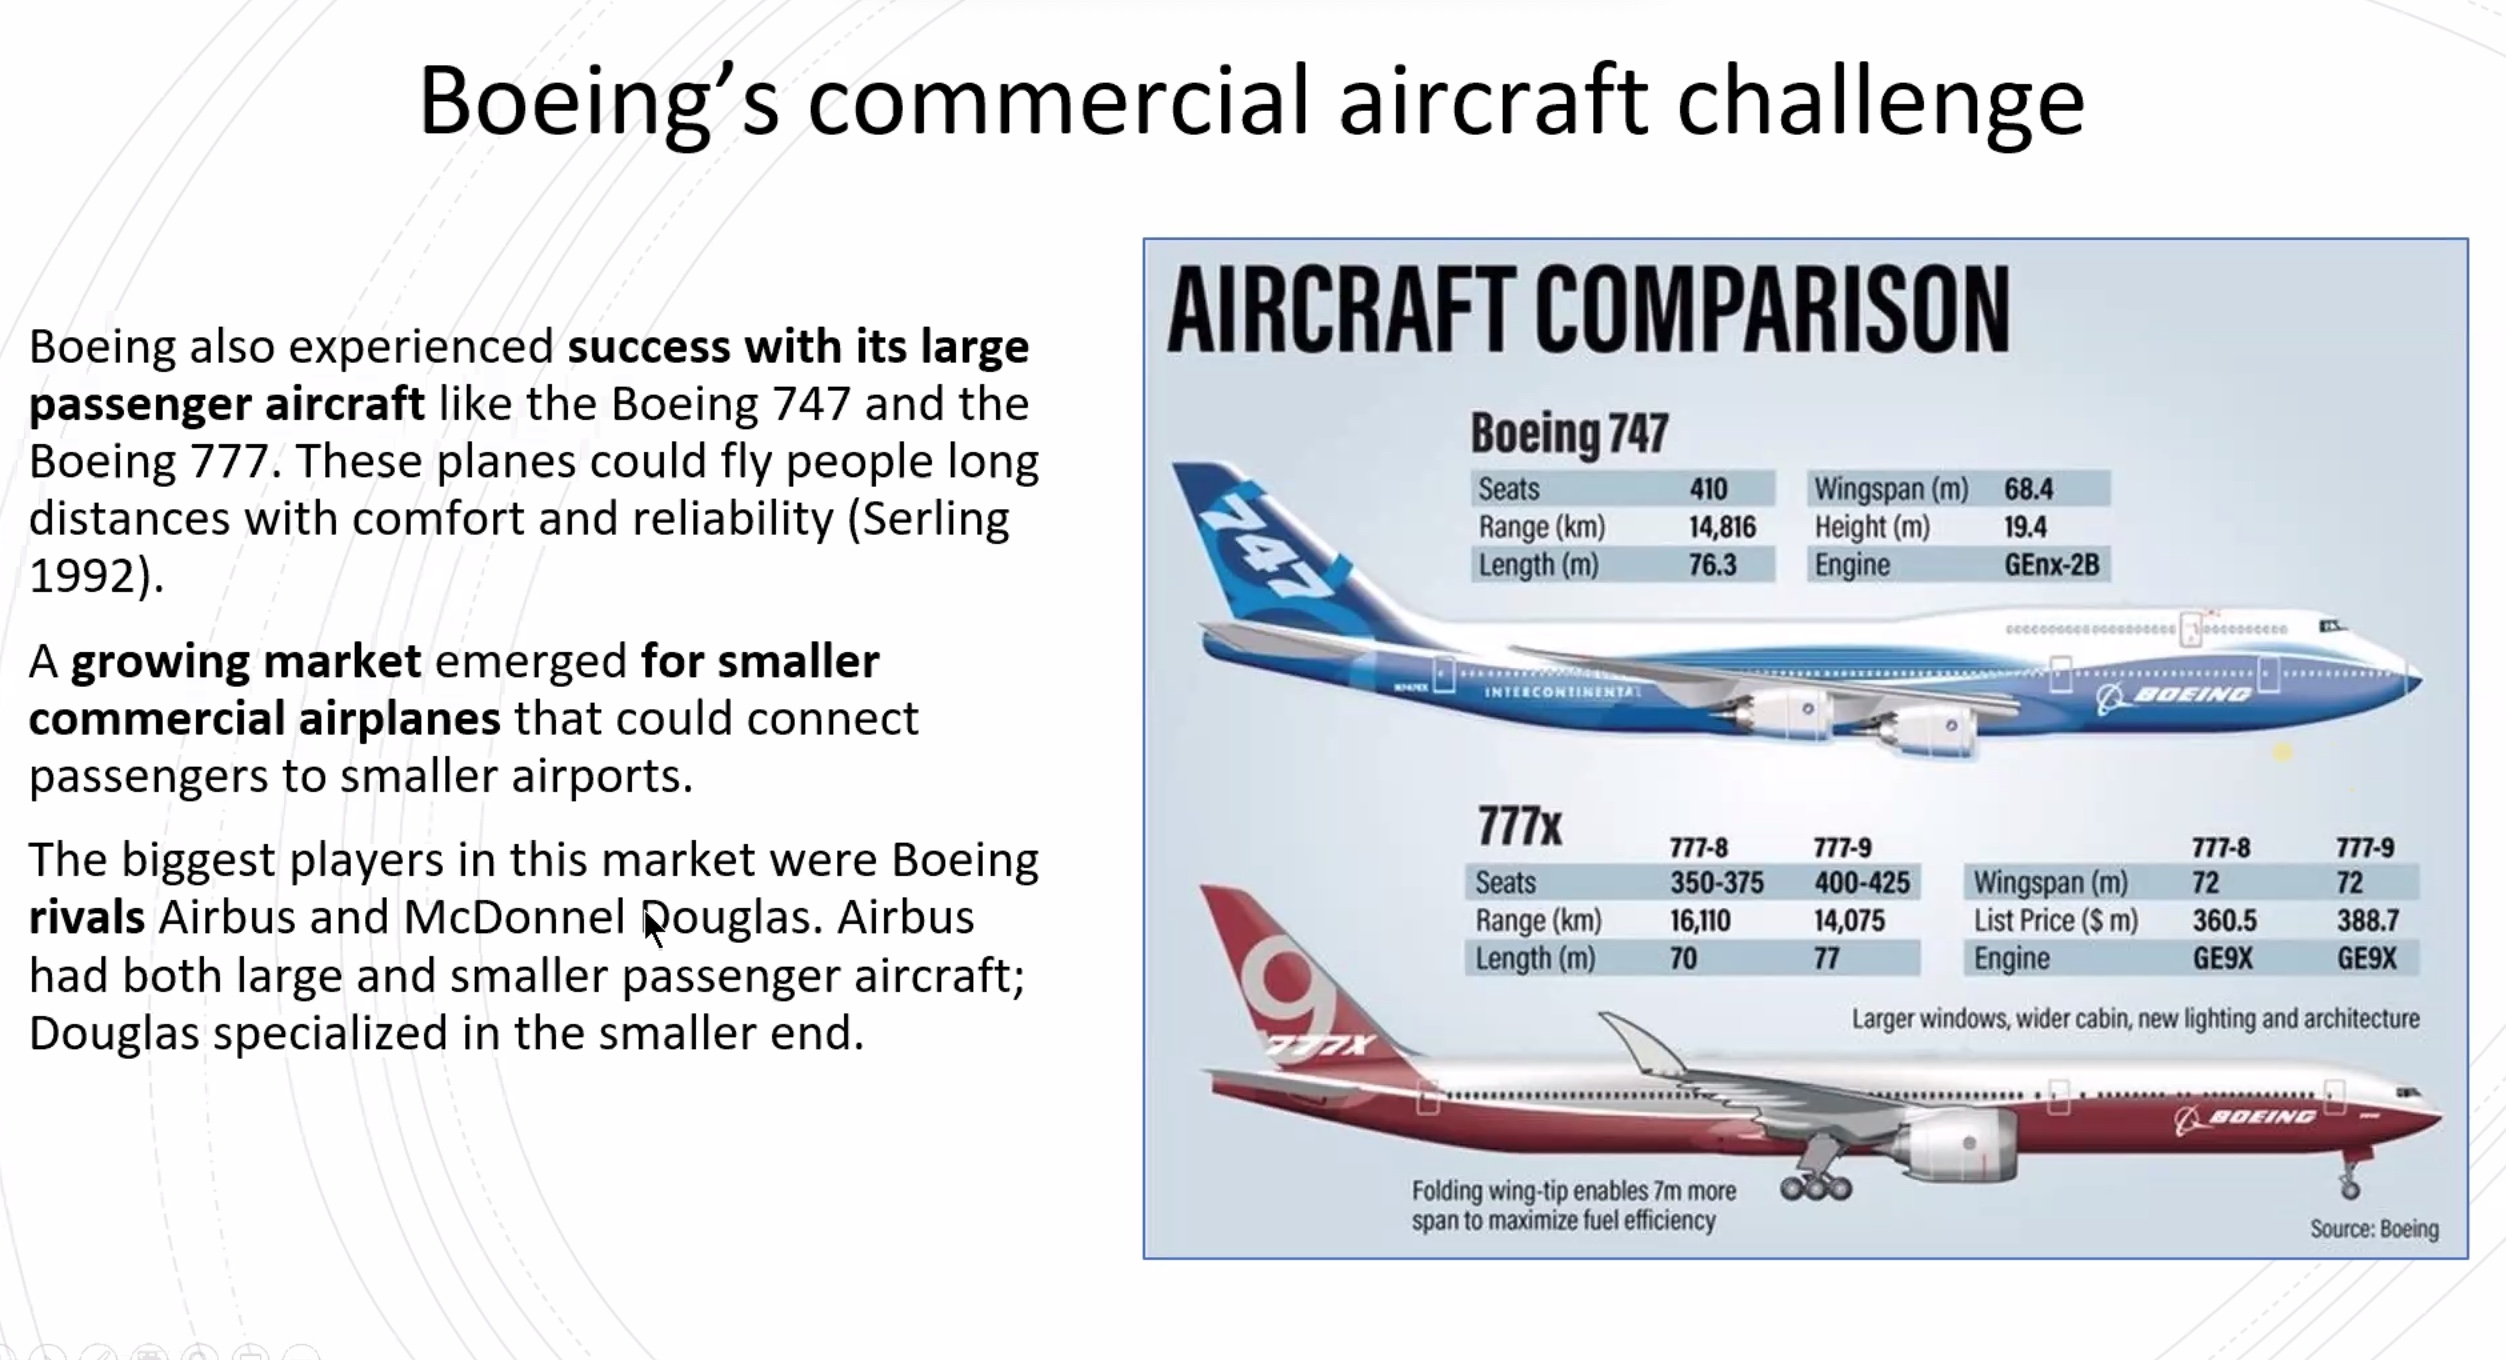 Boeing’s commercial aircraft challenge
Boeing also experienced success with its large
passenger aircraft like the Boeing 747 and the
Boeing 777. These planes could fly people long
distances with comfort and reliability (Serling
1992).
A growing market emerged for smaller
commercial airplanes that could connect
passengers to smaller airports.
The biggest players in this market were Boeing
rivals Airbus and McDonnel Douglas. Airbus
had both large and smaller passenger aircraft;
Douglas specialized in the smaller end.
AIRCRAFT COMPARISON
Boeing 747
Seats 410 Wingspan (m) 68.4
Range (km) 14,816 Height (m) 19.4
Length (m) 76.3 Engine GEnx-2B
747
INTERCONTINENTAL
BOEING
777x
777-8 777-9 777-8 777-9
Seats 350-375 400-425 Wingspan (m) 72 72
Range (km) 16,110 14,075 List Price ($ m) 360.5 388.7
Length (m) 70 77 Engine GE9X GE9X
Larger windows, wider cabin, new lighting and architecture
9
777X
BOEING
Folding wing-tip enables 7m more
span to maximize fuel efficiency
Source: Boeing